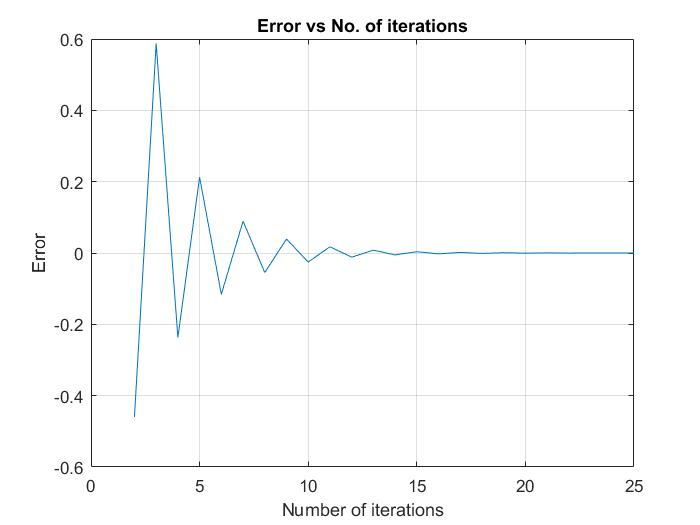 Error vs No. of iterations
0.6
0.4
0.2
0
-0.2
-0.4
-0.6
Error
0 5 10 15 20 25
Number of iterations